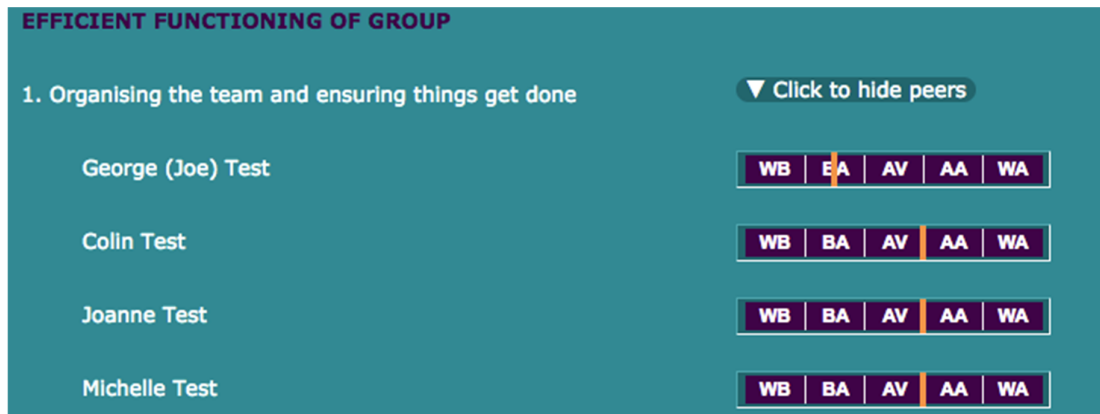 EFFICIENT FUNCTIONING OF GROUP
1. Organising the team and ensuring things get done ▼ Click to hide peers
George (Joe) Test WB BA AV AA WA
Colin Test WB BA AV AA WA
Joanne Test WB BA AV AA WA
Michelle Test WB BA AV AA WA